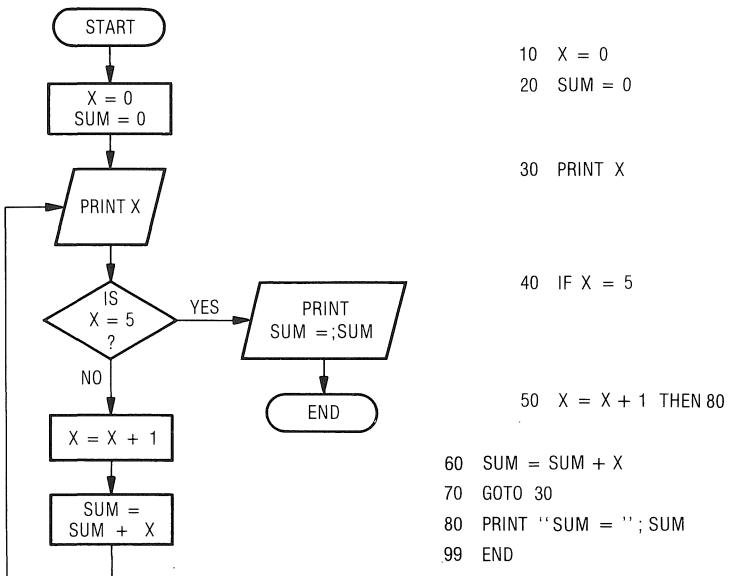 START
X = 0
SUM = 0
PRINT X
IS
X = 5
?
YES
NO
PRINT
SUM =;SUM
END
X = X + 1
SUM =
SUM + X
10 X = 0
20 SUM = 0
30 PRINT X
40 IF X = 5
50 X = X + 1 THEN 80
60 SUM = SUM + X
70 GOTO 30
80 PRINT ‘‘SUM = ’’; SUM
99 END